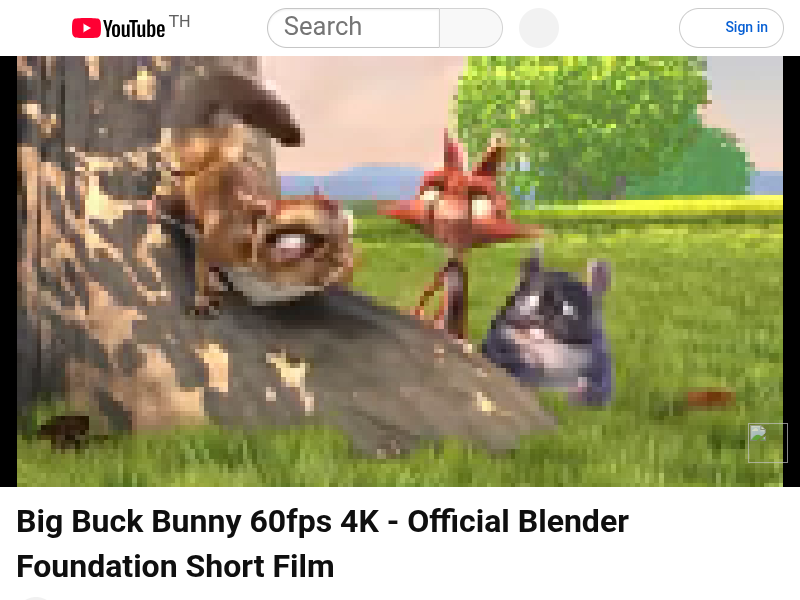 YouTube TH
Search
Sign in
Big Buck Bunny 60fps 4K - Official Blender
Foundation Short Film